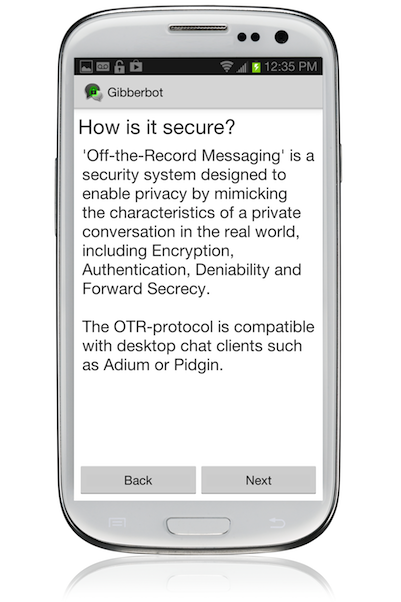 12:35 PM
Gibberbot
How is it secure?
'Off-the-Record Messaging' is a
security system designed to
enable privacy by mimicking
the characteristics of a private
conversation in the real world,
including Encryption,
Authentication, Deniability and
Forward Secrecy.
The OTR-protocol is compatible
with desktop chat clients such
as Adium or Pidgin.
Back Next